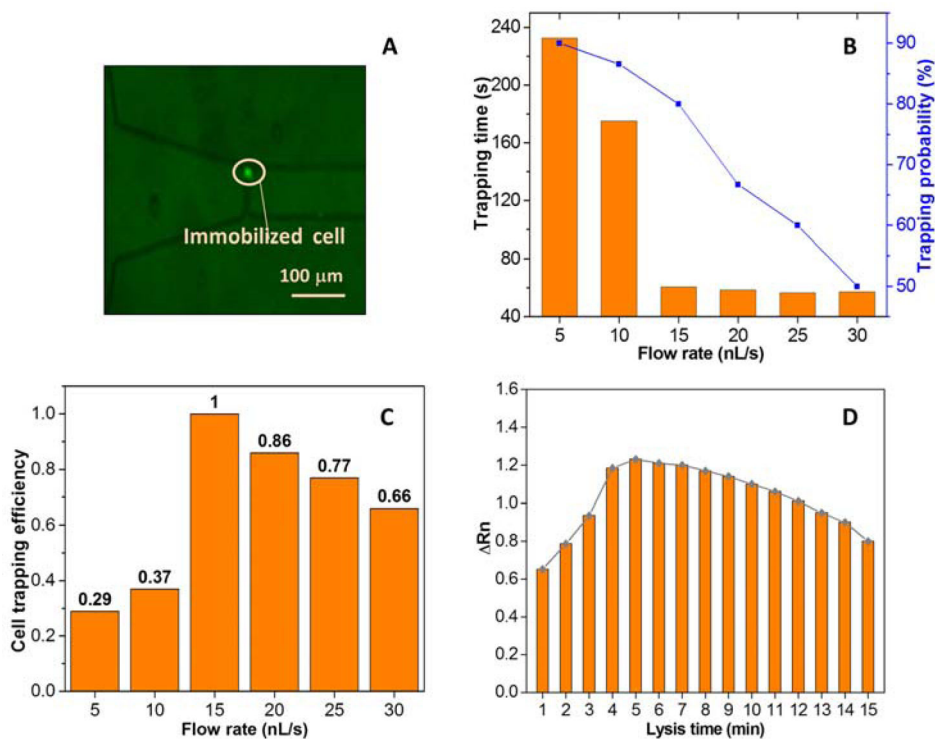 A
Immobilized cell
100 μm
B
Trapping time (s)
240
200
160
120
80
40
Trapping probability (%)
90
80
70
60
50
5 10 15 20 25 30
Flow rate (nL/s)
C
Cell trapping efficiency
1.0
0.8
0.6
0.4
0.2
0.0
0.29
0.37
1
0.86
0.77
0.66
5 10 15 20 25 30
Flow rate (nL/s)
D
ΔRn
1.6
1.4
1.2
1.0
0.8
0.6
0.4
0.2
0.0
1 2 3 4 5 6 7 8 9 10 11 12 13 14 15
Lysis time (min)